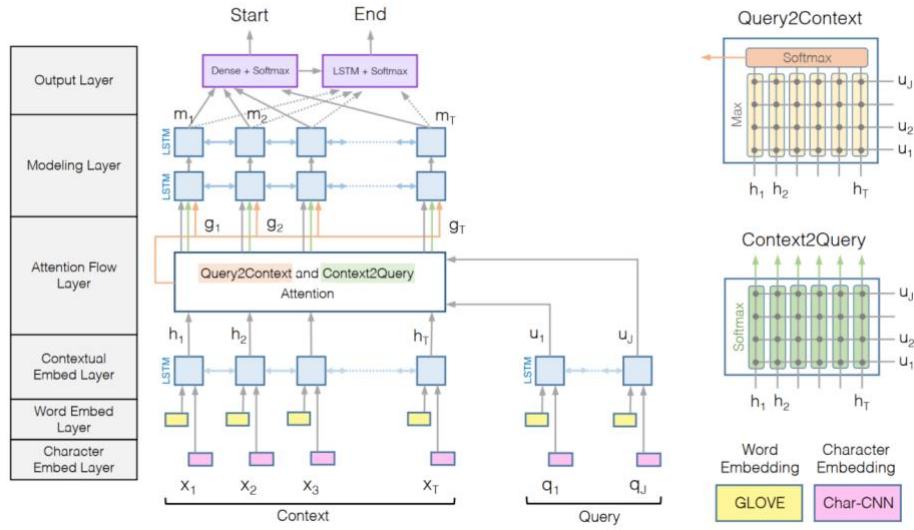 Start
End
Query2Context
Output Layer
Dense + Softmax
LSTM + Softmax
Softmax
Max
u_J
u_2
u_1
h_1 h_2 h_T
m_1 m_2 m_T
LSTM
Modeling Layer
LSTM
g_1 g_2 g_T
Attention Flow
Layer
Query2Context and Context2Query
Attention
Context2Query
Softmax
u_J
u_2
u_1
h_1 h_2 h_T
h_1 h_2 h_T
u_1 u_J
Contextual
Embed Layer
LSTM
LSTM
Word Embed
Layer
Character
Embed Layer
x_1 x_2 x_3 x_T
q_1 q_J
Context
Query
Word
Embedding
Character
Embedding
GLOVE
Char-CNN